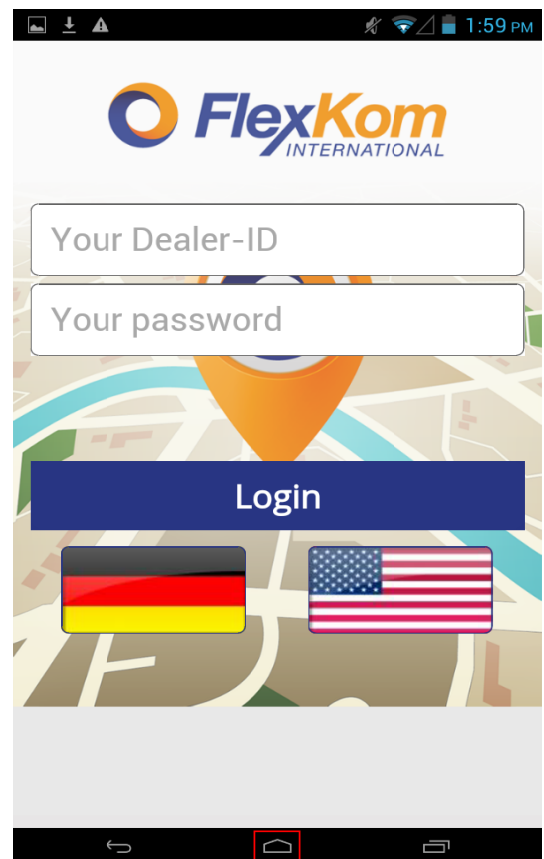 1:59 PM
FlexKom
INTERNATIONAL
Your Dealer-ID
Your password
Login